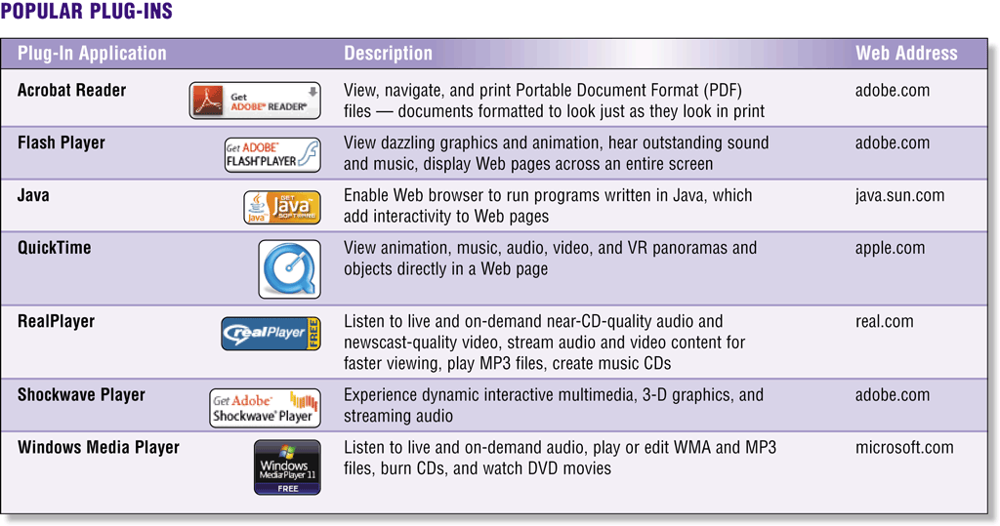 POPULAR PLUG-INS
Plug-In Application Description Web Address
Acrobat Reader
Get
ADOBE® READER®
View, navigate, and print Portable Document Format (PDF)
files — documents formatted to look just as they look in print
adobe.com
Flash Player
Get ADOBE™
FLASH® PLAYER
View dazzling graphics and animation, hear outstanding sound
and music, display Web pages across an entire screen
adobe.com
Java
Java™
GET
Java™
SOFTWARE
Enable Web browser to run programs written in Java, which
add interactivity to Web pages
java.sun.com
QuickTime
View animation, music, audio, video, and VR panoramas and
objects directly in a Web page
apple.com
RealPlayer
realPlayer
FREE
Listen to live and on-demand near-CD-quality audio and
newscast-quality video, stream audio and video content for
faster viewing, play MP3 files, create music CDs
real.com
Shockwave Player
Get Adobe™
Shockwave® Player
Experience dynamic interactive multimedia, 3-D graphics, and
streaming audio
adobe.com
Windows Media Player
Windows
Media Player 11
FREE
Listen to live and on-demand audio, play or edit WMA and MP3
files, burn CDs, and watch DVD movies
microsoft.com